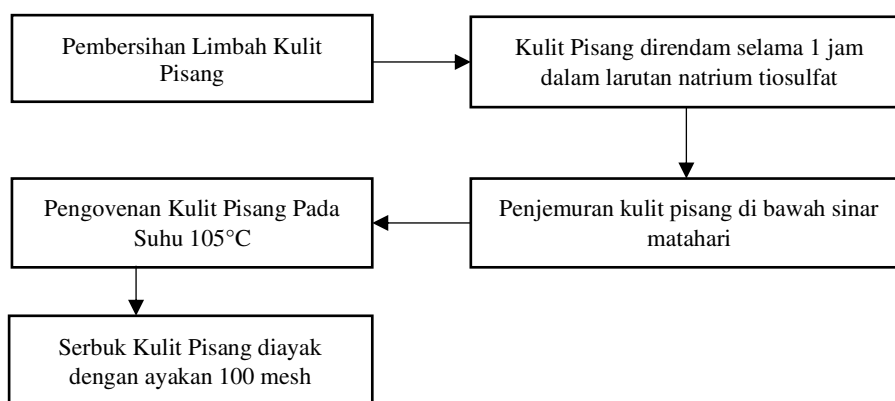 Pembersihan Limbah Kulit
Pisang
Kulit Pisang direndam selama 1 jam
dalam larutan natrium tiosulfat
Penjemuran kulit pisang di bawah sinar
matahari
Pengovenan Kulit Pisang Pada
Suhu 105°C
Serbuk Kulit Pisang diayak
dengan ayakan 100 mesh